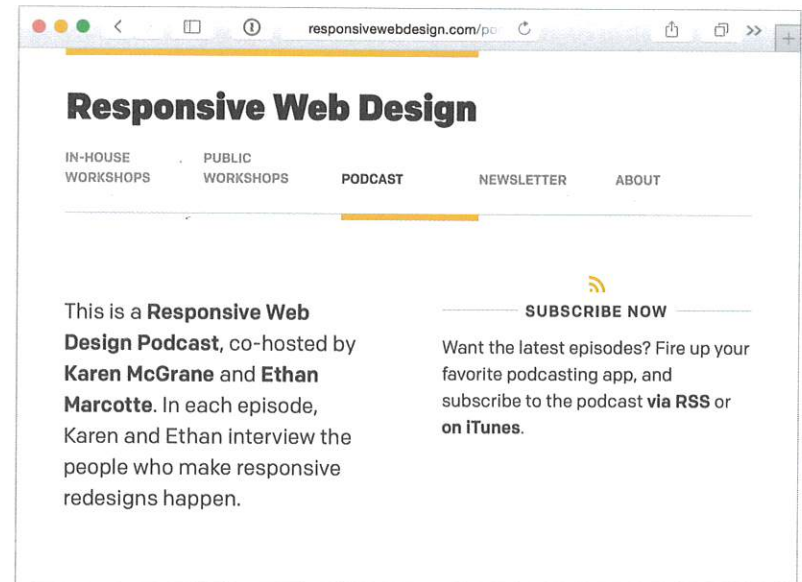 responsivewebdesign.com/po
Responsive Web Design
IN-HOUSE
WORKSHOPS
PUBLIC
WORKSHOPS
PODCAST
NEWSLETTER
ABOUT
This is a Responsive Web
Design Podcast, co-hosted by
Karen McGrane and Ethan
Marcotte. In each episode,
Karen and Ethan interview the
people who make responsive
redesigns happen.
SUBSCRIBE NOW
Want the latest episodes? Fire up your
favorite podcasting app, and
subscribe to the podcast via RSS or
on iTunes.